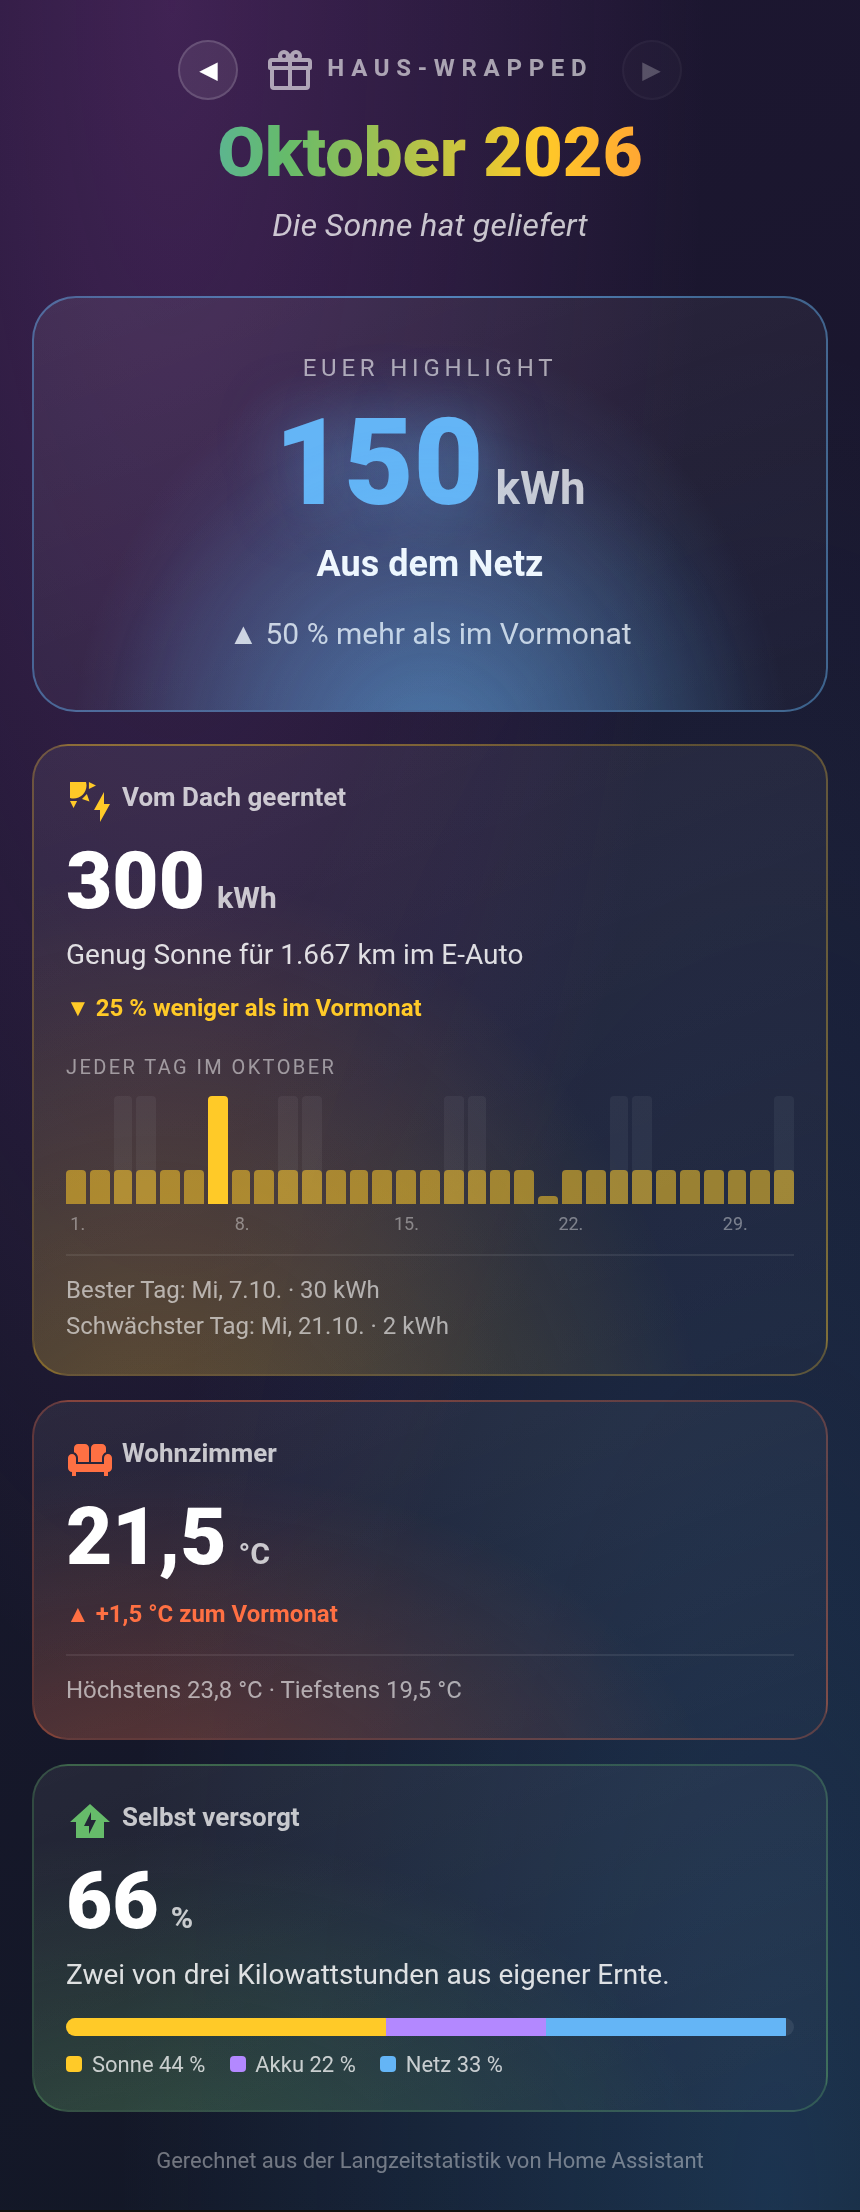 ◀ HAUS-WRAPPED ▶
Oktober 2026
Die Sonne hat geliefert
EUER HIGHLIGHT
150 kWh
Aus dem Netz
▲ 50 % mehr als im Vormonat
Vom Dach geerntet
300 kWh
Genug Sonne für 1.667 km im E-Auto
▼ 25 % weniger als im Vormonat
JEDER TAG IM OKTOBER
1. 8. 15. 22. 29.
Bester Tag: Mi, 7.10. · 30 kWh
Schwächster Tag: Mi, 21.10. · 2 kWh
Wohnzimmer
21,5 °C
▲ +1,5 °C zum Vormonat
Höchstens 23,8 °C · Tiefstens 19,5 °C
Selbst versorgt
66 %
Zwei von drei Kilowattstunden aus eigener Ernte.
Sonne 44 % Akku 22 % Netz 33 %
Gerechnet aus der Langzeitstatistik von Home Assistant